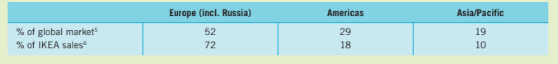 Europe (incl. Russia) Americas Asia/Pacific
% of global market⁵ 52 29 19
% of IKEA sales⁶ 72 18 10